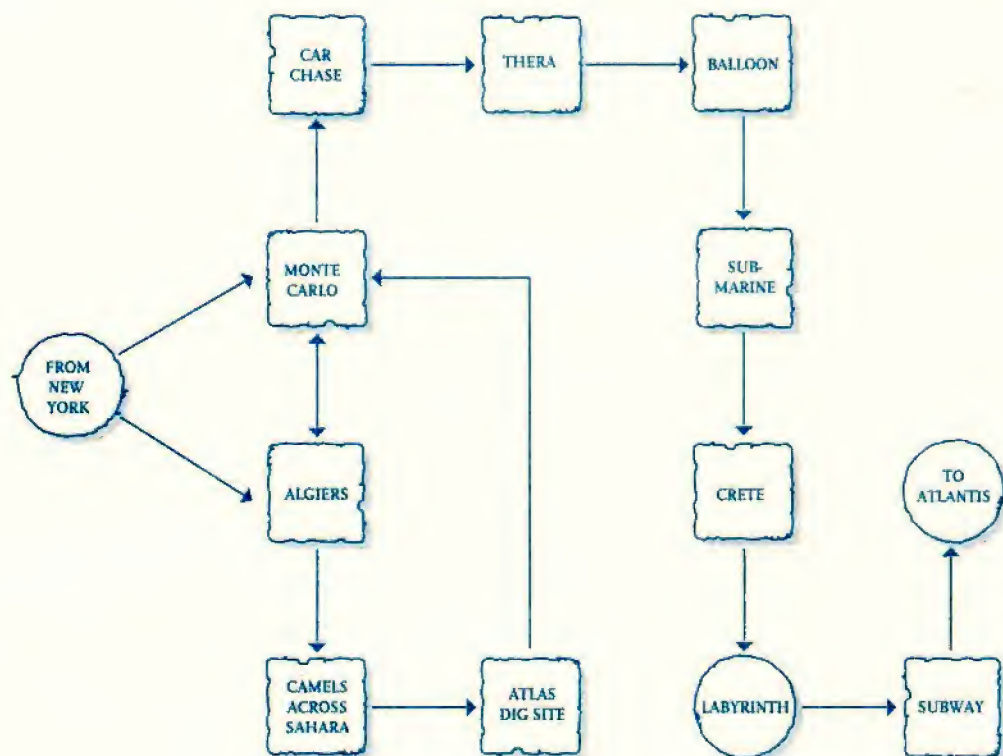 CAR
CHASE
THERA
BALLOON
MONTE
CARLO
SUB-
MARINE
FROM
NEW
YORK
ALGIERS
CRETE
TO
ATLANTIS
CAMELS
ACROSS
SAHARA
ATLAS
DIG SITE
LABYRINTH
SUBWAY